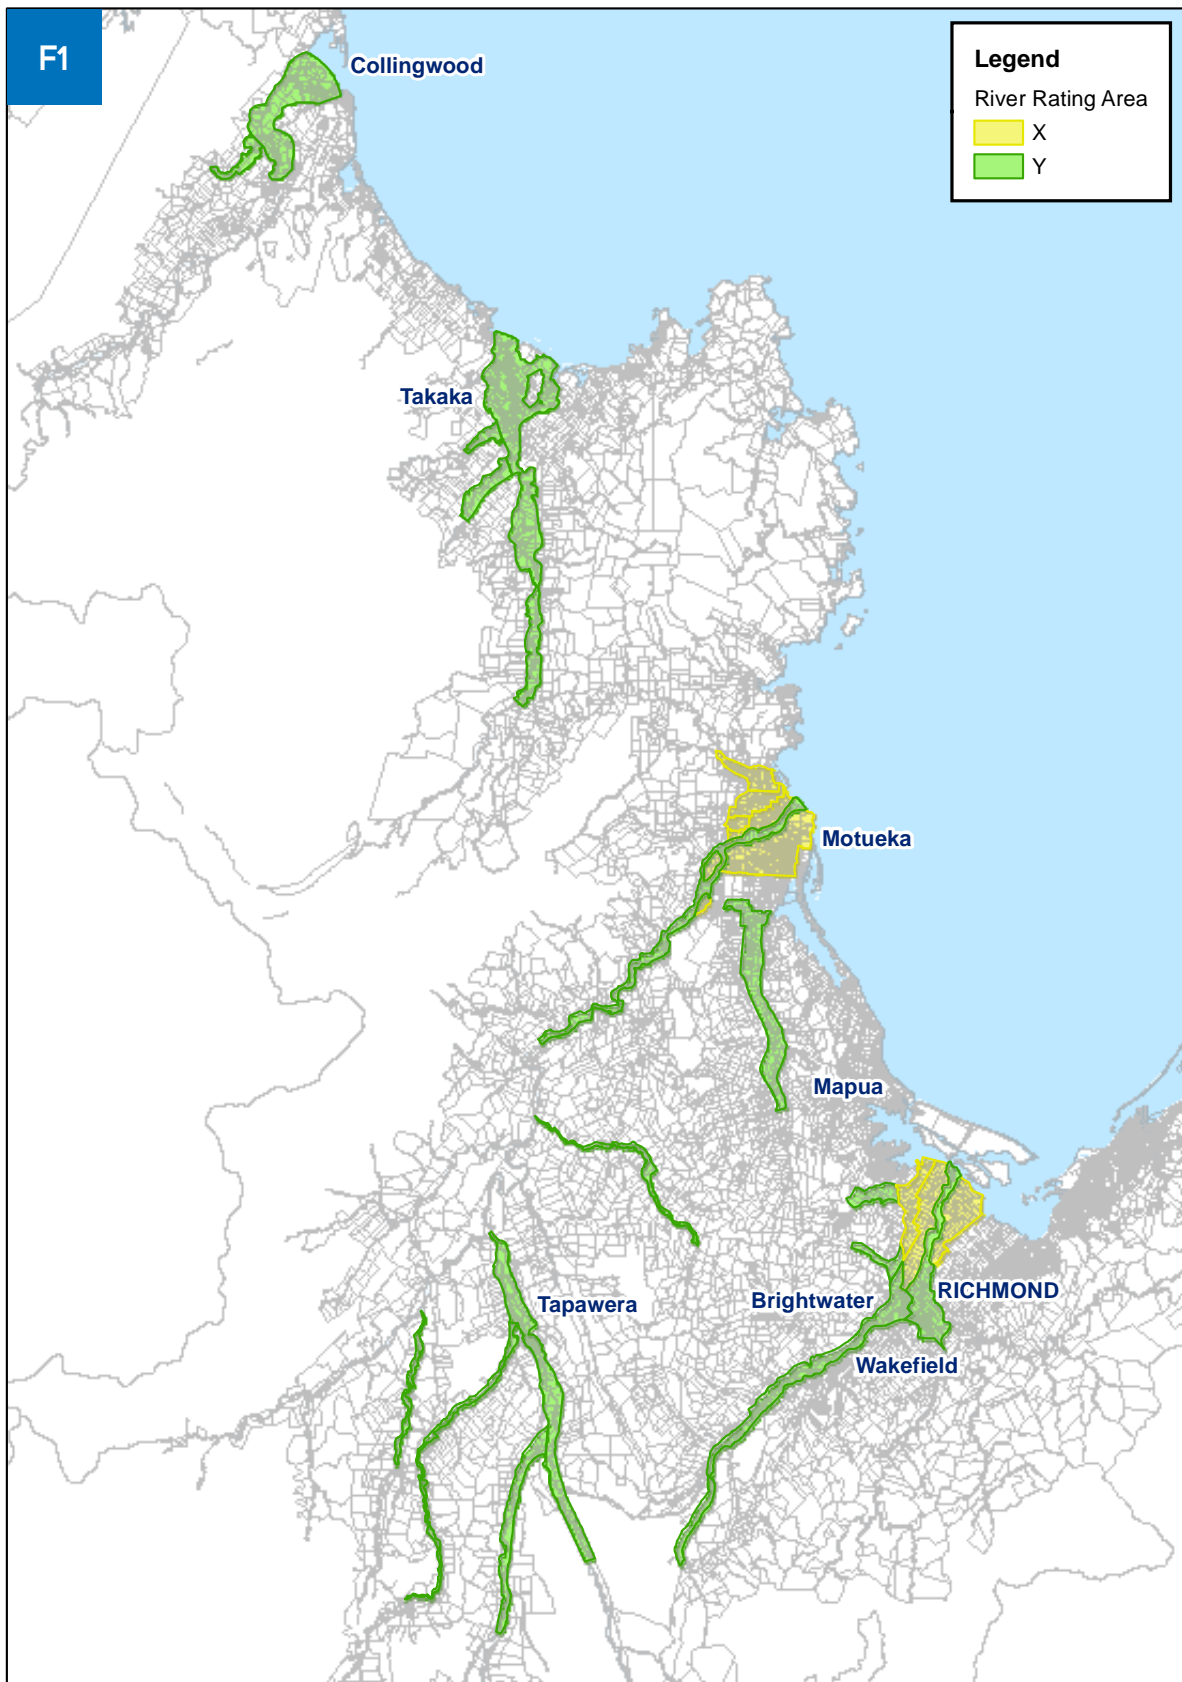 F1
Collingwood
Legend
River Rating Area
X
Y
Takaka
Motueka
Mapua
Brightwater
RICHMOND
Tapawera
Wakefield